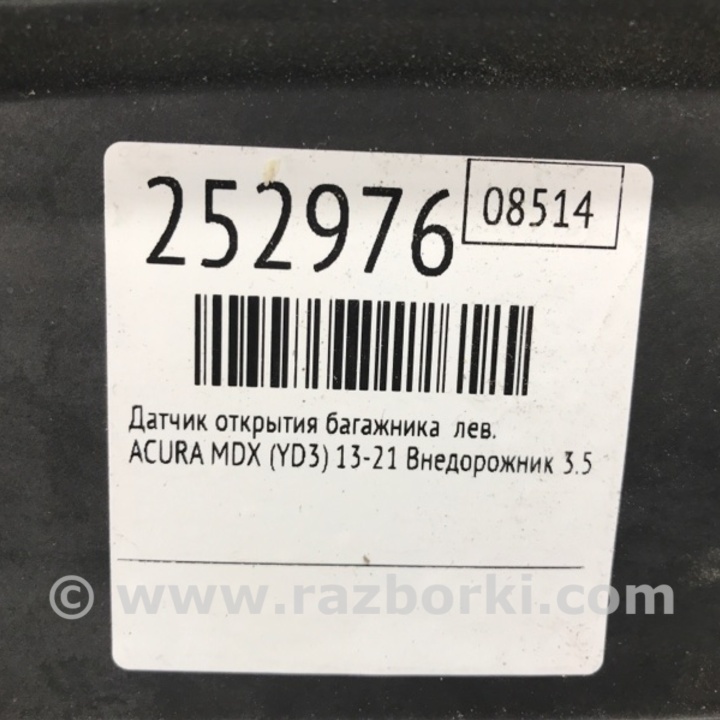 252976
08514
Датчик открытия багажника лев.
ACURA MDX (YD3) 13-21 Внедорожник 3.5
© www.razborki.com